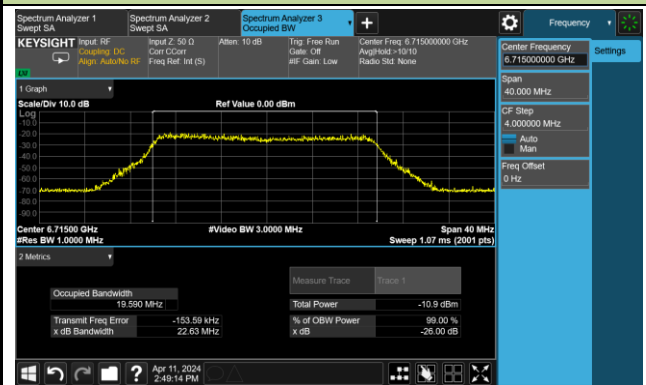 Spectrum Analyzer 1
Swept SA
Spectrum Analyzer 2
Swept SA
Spectrum Analyzer 3
Occupied BW
+
Frequency
KEYSIGHT
Input: RF
Coupling: DC
Align: Auto/No RF
Input Z: 50 Ω
Corr CCorr
Freq Ref: Int (S)
Atten: 10 dB
Trig: Free Run
Gate: Off
#IF Gain: Low
Center Freq: 6.715000000 GHz
Avg|Hold:>10/10
Radio Std: None
Center Frequency
6.715000000 GHz
Settings
Span
40.000 MHz
CF Step
4.000000 MHz
Auto
Man
Freq Offset
0 Hz
1 Graph
Scale/Div 10.0 dB
Ref Value 0.00 dBm
Log
-10.0
-20.0
-30.0
-40.0
-50.0
-60.0
-70.0
-80.0
-90.0
Center 6.71500 GHz
#Video BW 3.0000 MHz
Span 40 MHz
#Res BW 1.0000 MHz
Sweep 1.07 ms (2001 pts)
2 Metrics
Measure Trace
Trace 1
Occupied Bandwidth
19.590 MHz
Total Power
-10.9 dBm
Transmit Freq Error
-153.59 kHz
% of OBW Power
99.00 %
x dB Bandwidth
22.63 MHz
x dB
-26.00 dB
?
Apr 11, 2024
2:49:14 PM